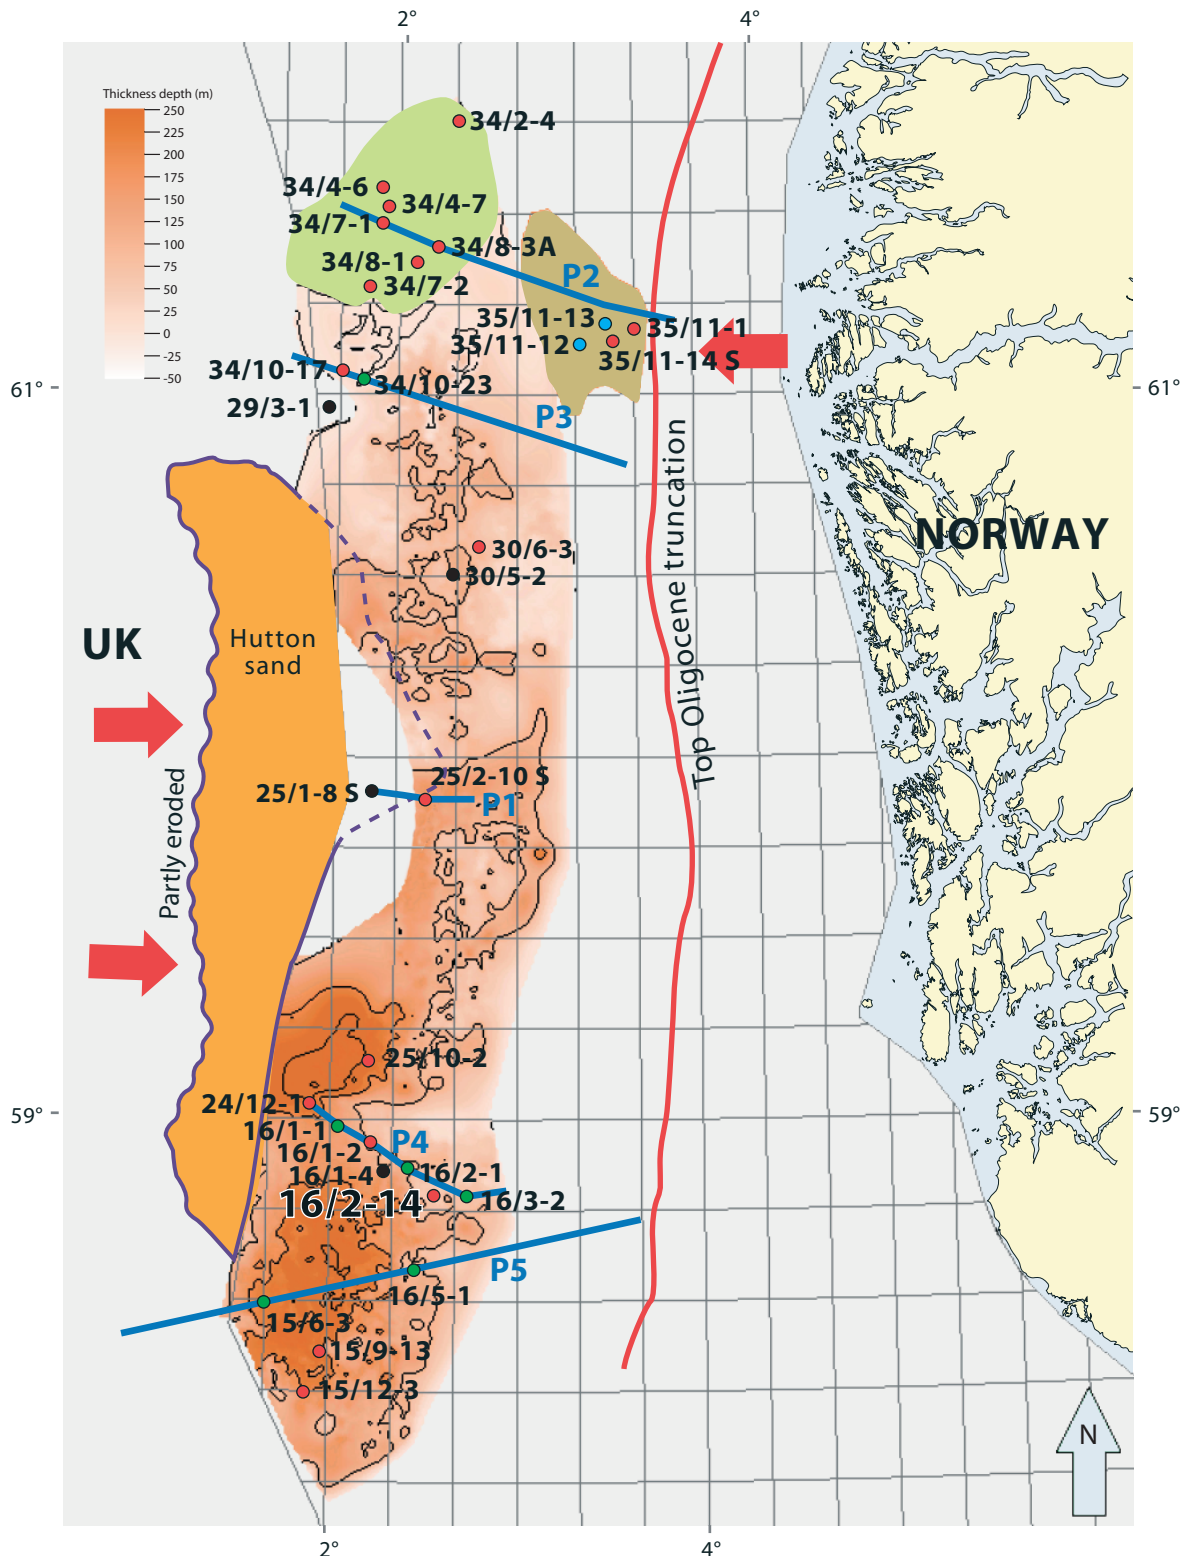 2°
4°
Thickness depth (m)
250
225
200
175
150
125
100
75
50
25
0
-25
-50
34/2-4
34/4-6
34/4-7
34/7-1
34/8-3A
34/8-1
34/7-2
P2
35/11-13
35/11-1
35/11-12
35/11-14 S
34/10-17
34/10-23
61°
61°
29/3-1
P3
Top Oligocene truncation
NORWAY
30/6-3
30/5-2
UK
Hutton
sand
25/2-10 S
25/1-8 S
P1
Partly eroded
25/10-2
24/12-1
59°
59°
16/1-1
P4
16/1-2
16/1-4
16/2-1
16/2-14
16/3-2
P5
16/5-1
15/6-3
15/9-13
15/12-3
N
2°
4°